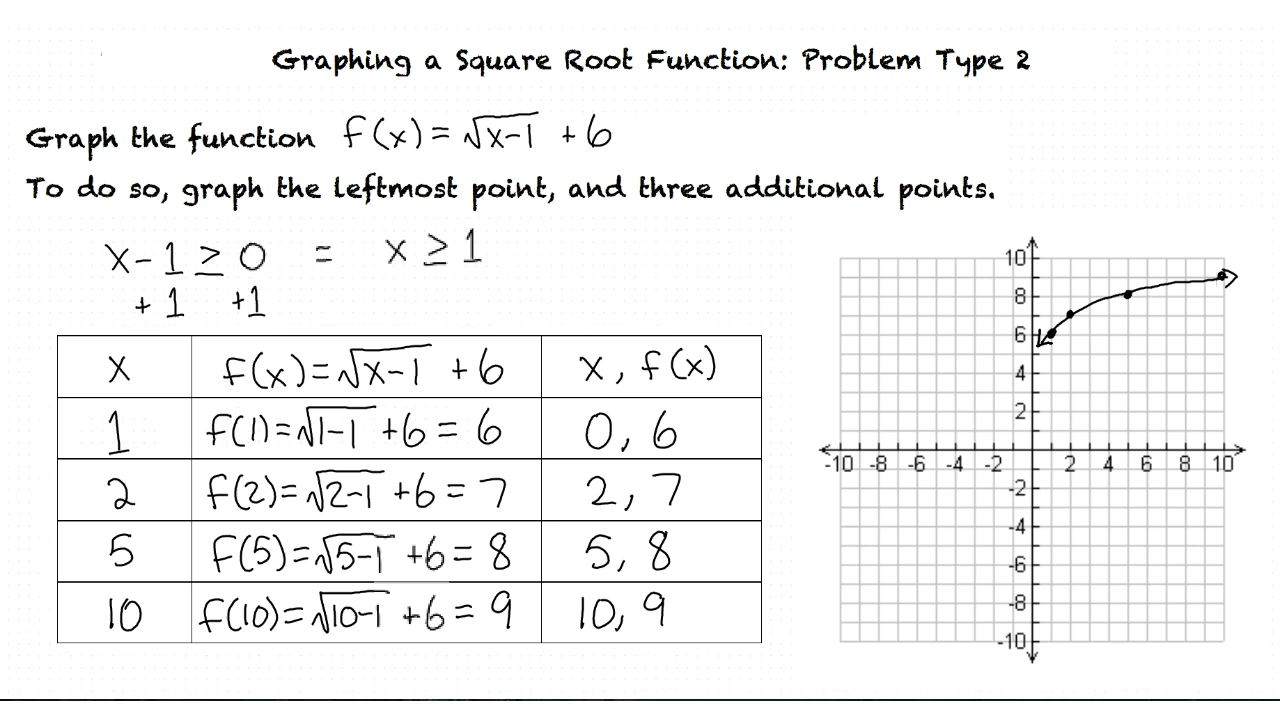 Graphing a Square Root Function: Problem Type 2
Graph the function f(x) = √x-1 + 6
To do so, graph the leftmost point, and three additional points.
x - 1 ≥ 0 = x ≥ 1
+ 1 +1
x f(x) = √x-1 + 6 x, f(x)
1 f(1) = √1-1 + 6 = 6 0, 6
2 f(2) = √2-1 + 6 = 7 2, 7
5 f(5) = √5-1 + 6 = 8 5, 8
10 f(10) = √10-1 + 6 = 9 10, 9
10
8
6
4
2
-10 -8 -6 -4 -2 2 4 6 8 10
-2
-4
-6
-8
-10